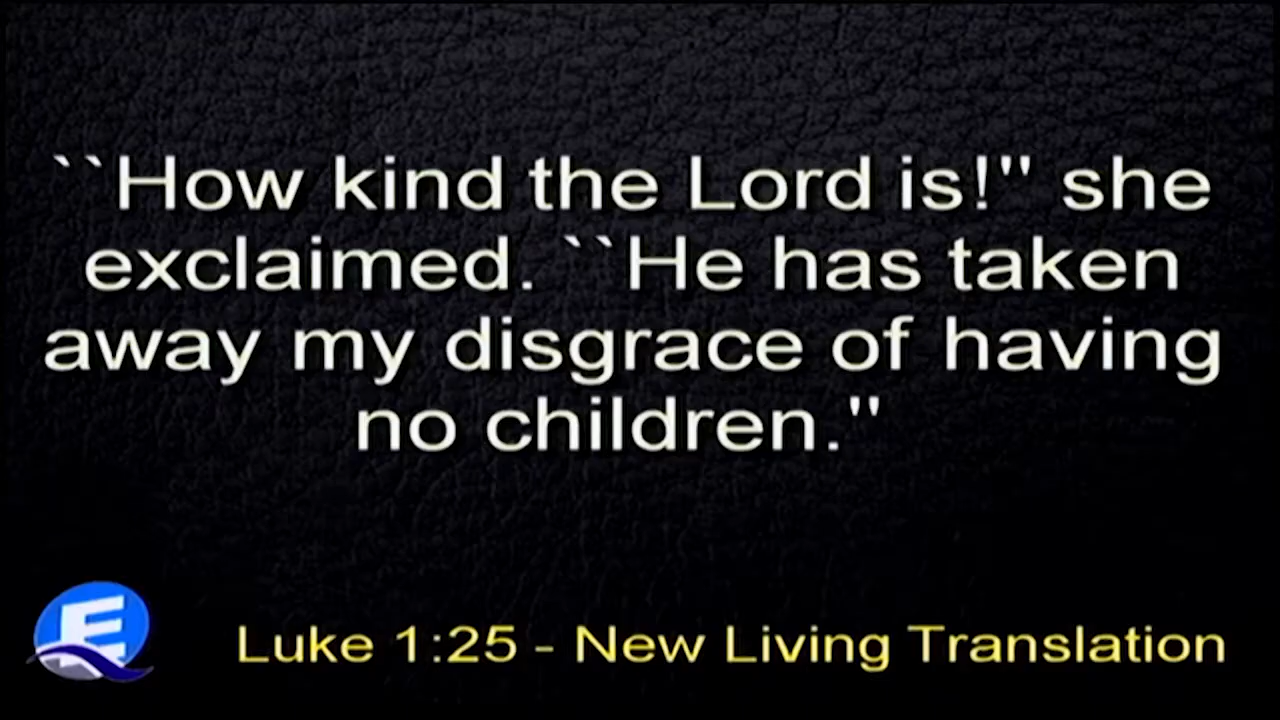 ``How kind the Lord is!'' she
exclaimed. ``He has taken
away my disgrace of having
no children.''
E
Luke 1:25 - New Living Translation